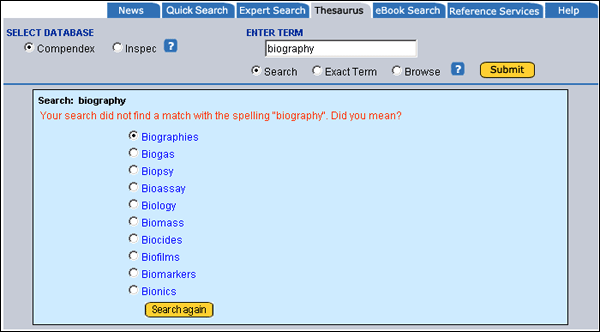 News Quick Search Expert Search Thesaurus eBook Search Reference Services Help
SELECT DATABASE ENTER TERM
Compendex Inspec ? biography
Search Exact Term Browse ? Submit
Search: biography
Your search did not find a match with the spelling "biography". Did you mean?
Biographies
Biogas
Biopsy
Bioassay
Biology
Biomass
Biocides
Biofilms
Biomarkers
Bionics
Search again